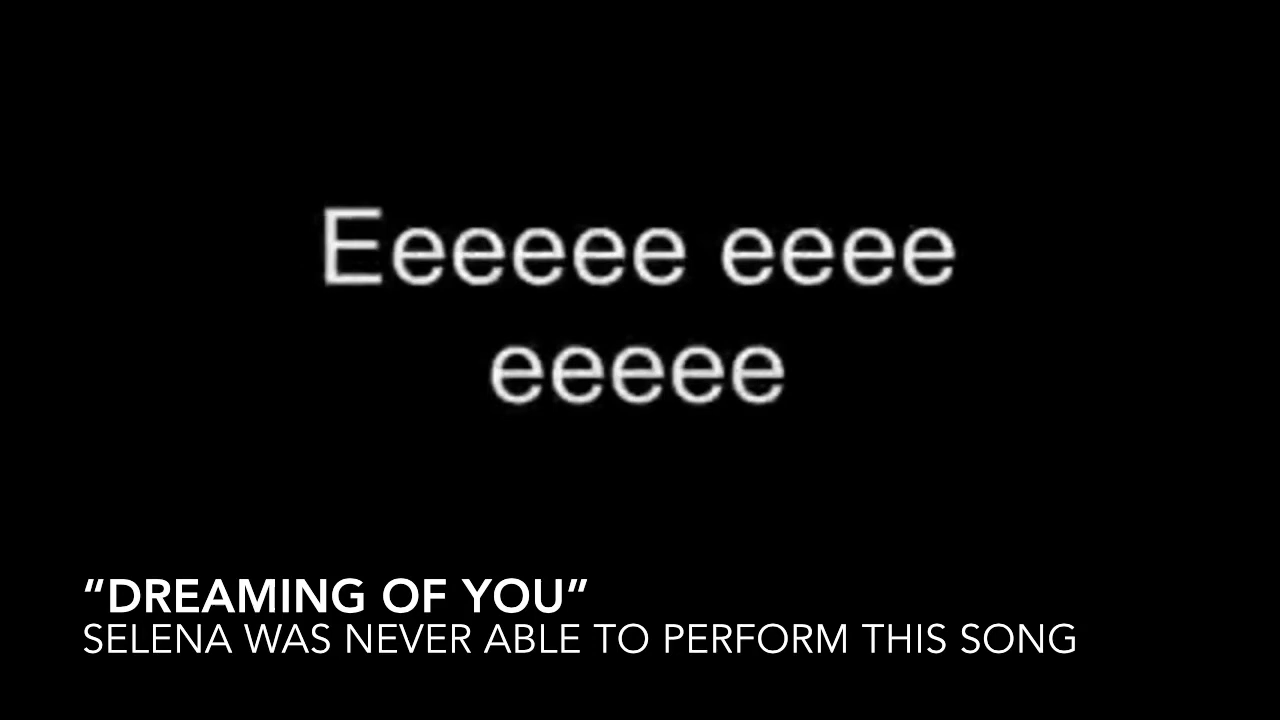 Eeeeee eeee
eeeee
“DREAMING OF YOU”
SELENA WAS NEVER ABLE TO PERFORM THIS SONG